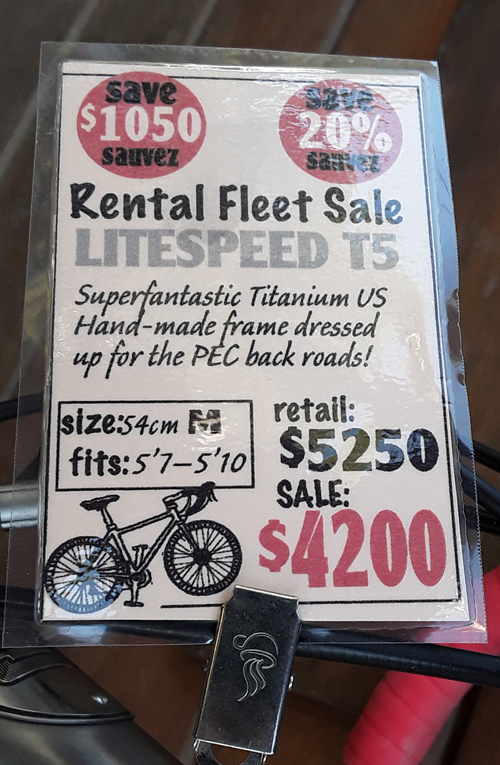 save
$1050
sauvez
save
20%
sauvez
Rental Fleet Sale
LITESPEED T5
Superfantastic Titanium US
Hand-made frame dressed
up for the PEC back roads!
size:54cm M
fits:5'7–5'10
retail:
$5250
SALE:
$4200